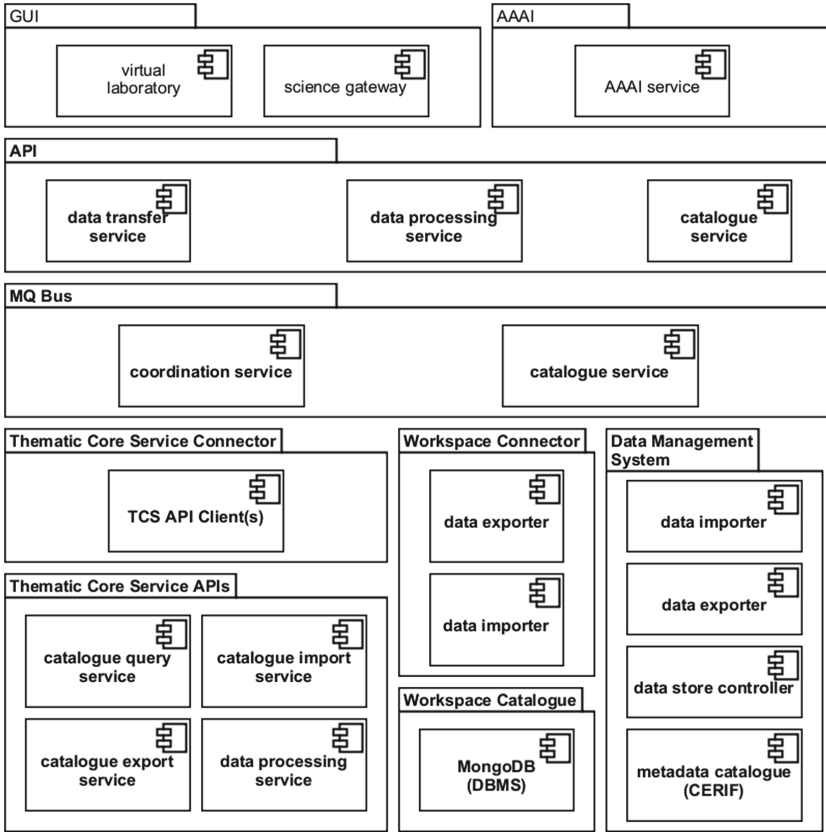 GUI
virtual
laboratory
science gateway
AAAI
AAAI service
API
data transfer
service
data processing
service
catalogue
service
MQ Bus
coordination service
catalogue service
Thematic Core Service Connector
TCS API Client(s)
Thematic Core Service APIs
catalogue query
service
catalogue import
service
catalogue export
service
data processing
service
Workspace Connector
data exporter
data importer
Workspace Catalogue
MongoDB
(DBMS)
Data Management
System
data importer
data exporter
data store controller
metadata catalogue
(CERIF)